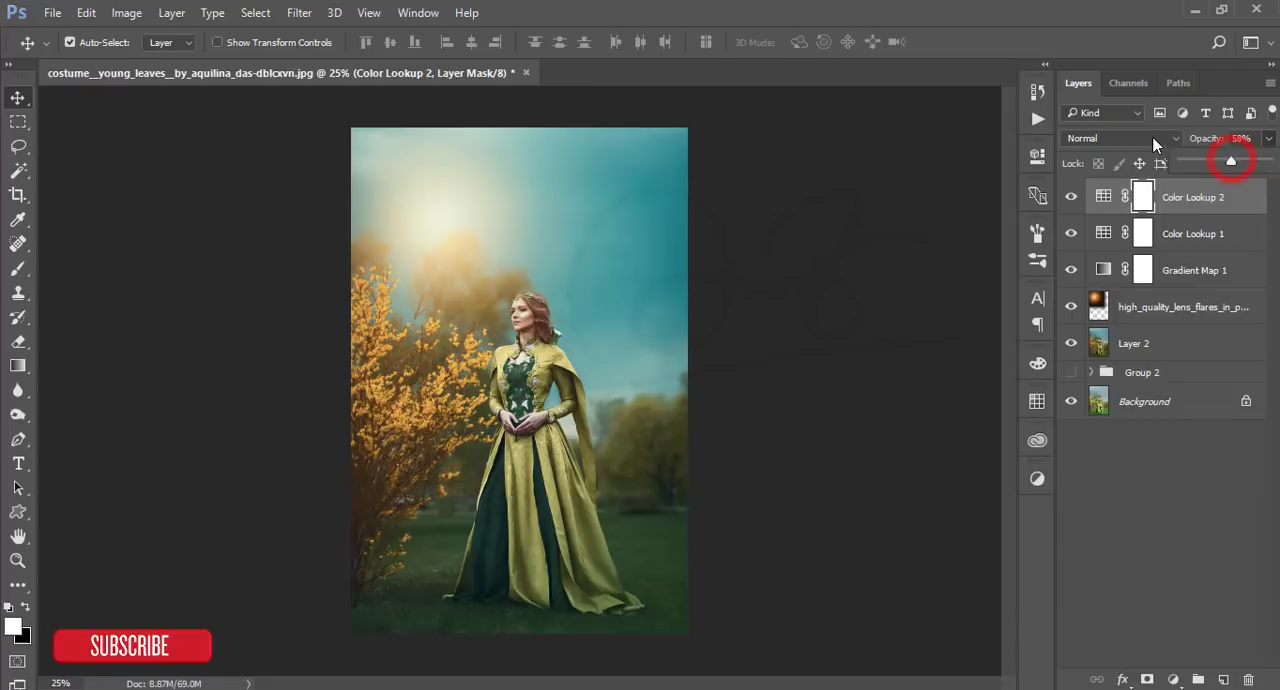 Ps File Edit Image Layer Type Select Filter 3D View Window Help
Auto-Select: Layer Show Transform Controls 3D Mode:
costume__young_leaves__by_aquilina_das-dblcxvn.jpg @ 25% (Color Lookup 2, Layer Mask/8) * ×
Layers Channels Paths
Kind
Normal Opacity: 58%
Lock:
Color Lookup 2
Color Lookup 1
Gradient Map 1
high_quality_lens_flares_in_p...
Layer 2
Group 2
Background
SUBSCRIBE
25% Doc: 8.87M/69.0M